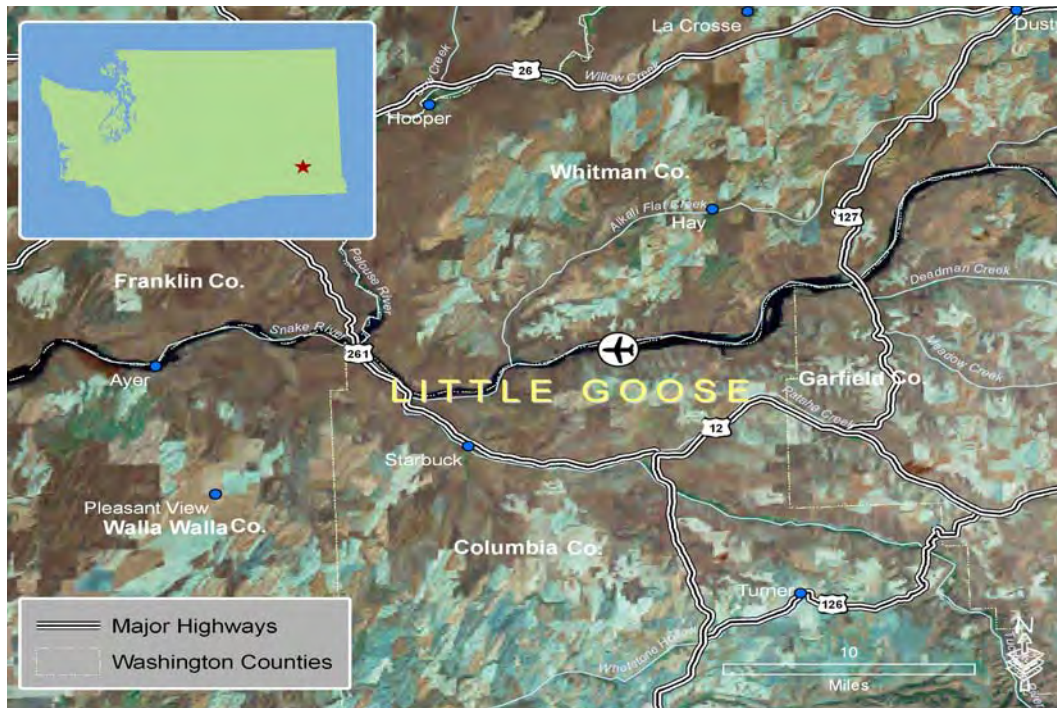 La Crosse
Dust
26
Willow Creek
Hooper
Whitman Co.
Alkali Flat Creek
Hay
127
Palouse River
Deadman Creek
Franklin Co.
Snake River
261
Meadow Creek
Ayer
LITTLE GOOSE
Garfield Co.
Pataha Creek
12
Starbuck
Pleasant View
Walla Walla Co.
Columbia Co.
Turner
126
Major Highways
Washington Counties
N
10
Miles